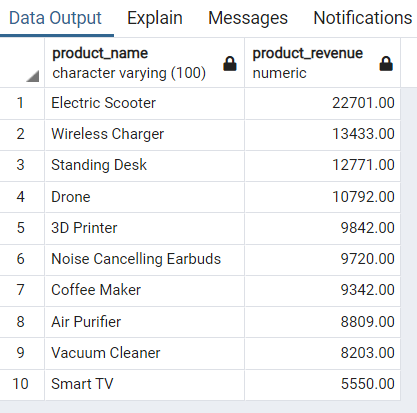 Data Output Explain Messages Notifications
product_name product_revenue
character varying (100) numeric
1 Electric Scooter 22701.00
2 Wireless Charger 13433.00
3 Standing Desk 12771.00
4 Drone 10792.00
5 3D Printer 9842.00
6 Noise Cancelling Earbuds 9720.00
7 Coffee Maker 9342.00
8 Air Purifier 8809.00
9 Vacuum Cleaner 8203.00
10 Smart TV 5550.00